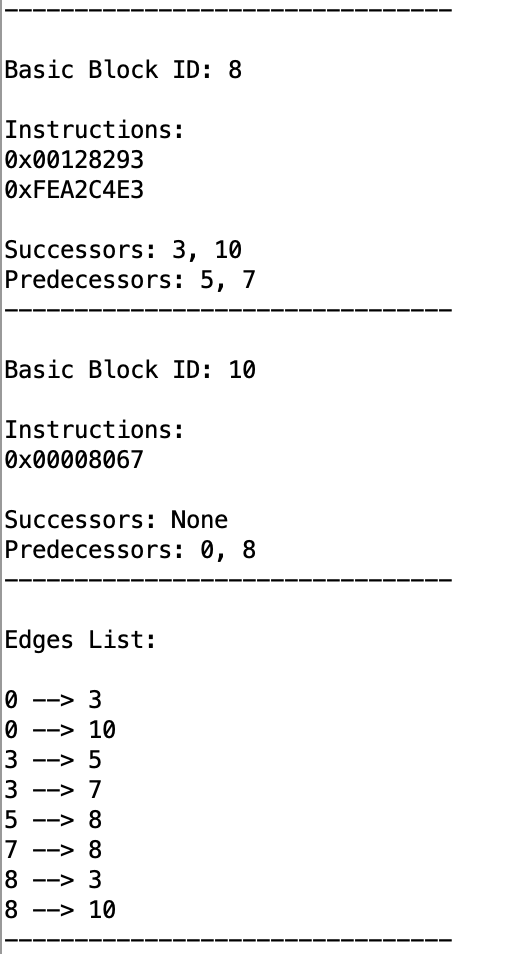 --------------------------------
Basic Block ID: 8
Instructions:
0x00128293
0xFEA2C4E3
Successors: 3, 10
Predecessors: 5, 7
--------------------------------
Basic Block ID: 10
Instructions:
0x00008067
Successors: None
Predecessors: 0, 8
--------------------------------
Edges List:
0 --> 3
0 --> 10
3 --> 5
3 --> 7
5 --> 8
7 --> 8
8 --> 3
8 --> 10
--------------------------------